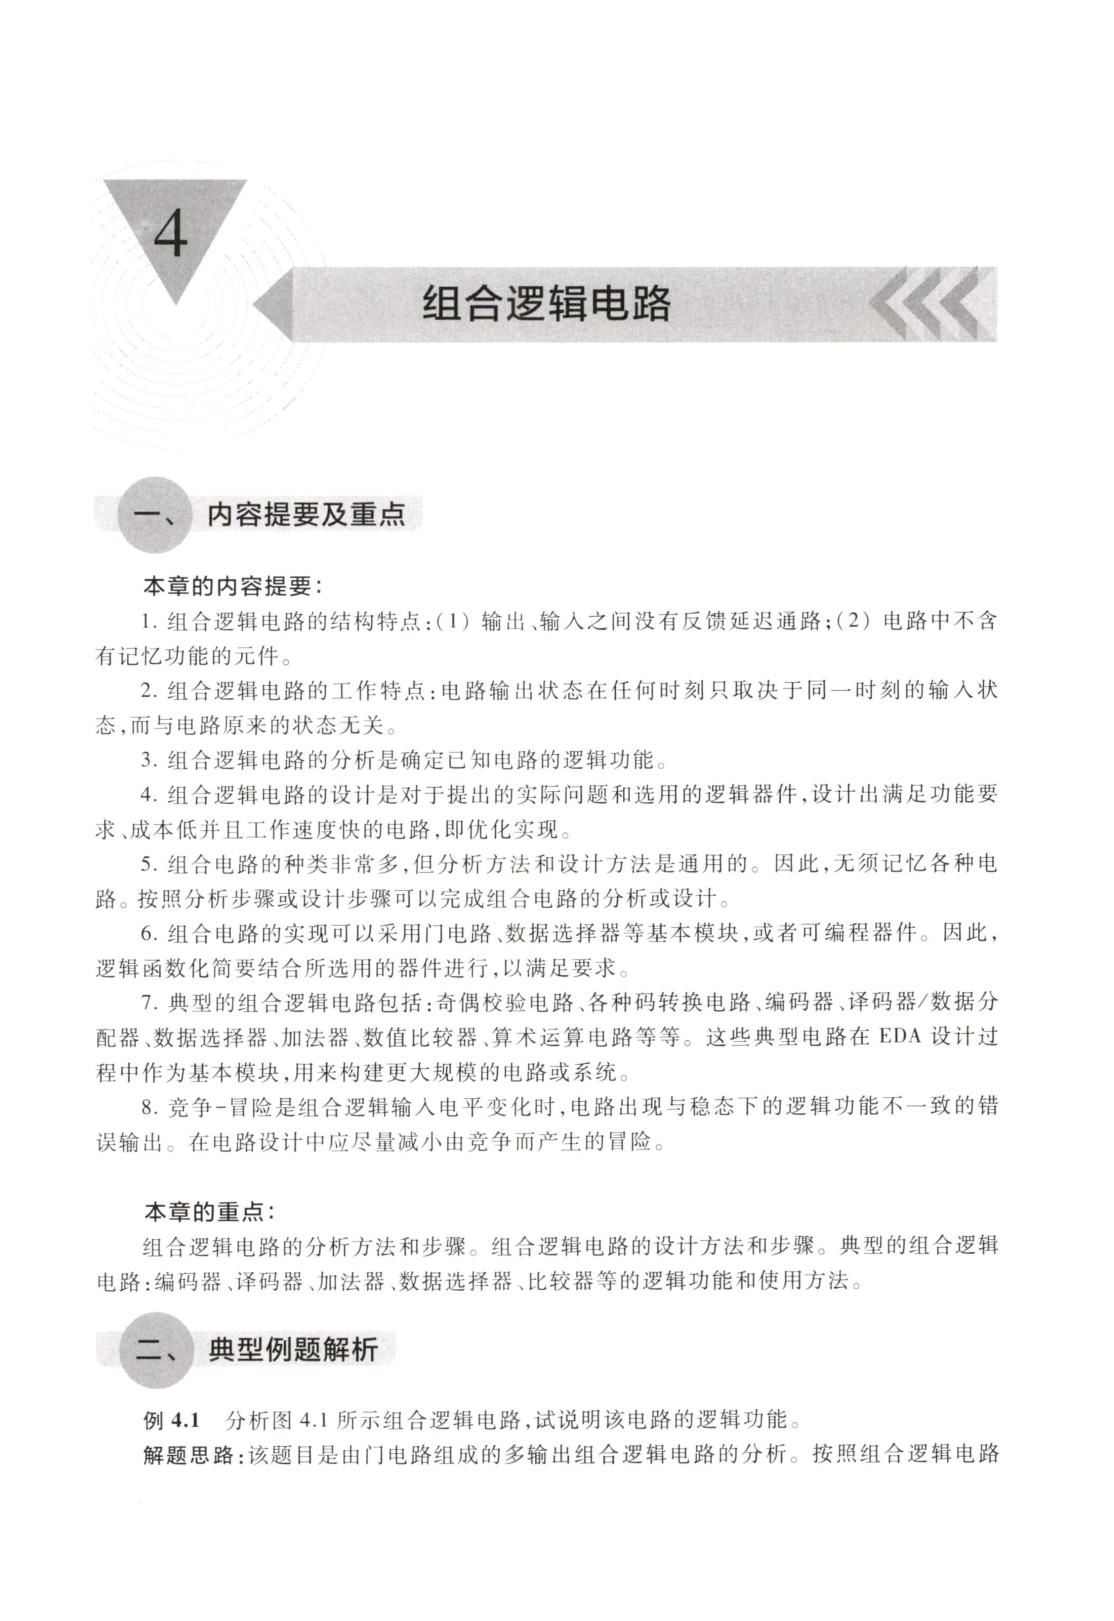 4
组合逻辑电路
一、 内容提要及重点
本章的内容提要:
1. 组合逻辑电路的结构特点:(1) 输出、输入之间没有反馈延迟通路;(2) 电路中不含
有记忆功能的元件。
2. 组合逻辑电路的工作特点:电路输出状态在任何时刻只取决于同一时刻的输入状
态,而与电路原来的状态无关。
3. 组合逻辑电路的分析是确定已知电路的逻辑功能。
4. 组合逻辑电路的设计是对于提出的实际问题和选用的逻辑器件,设计出满足功能要
求、成本低并且工作速度快的电路,即优化实现。
5. 组合电路的种类非常多,但分析方法和设计方法是通用的。因此,无须记忆各种电
路。按照分析步骤或设计步骤可以完成组合电路的分析或设计。
6. 组合电路的实现可以采用门电路、数据选择器等基本模块,或者可编程器件。因此,
逻辑函数化简要结合所选用的器件进行,以满足要求。
7. 典型的组合逻辑电路包括:奇偶校验电路、各种码转换电路、编码器、译码器/数据分
配器、数据选择器、加法器、数值比较器、算术运算电路等等。这些典型电路在 EDA 设计过
程中作为基本模块,用来构建更大规模的电路或系统。
8. 竞争-冒险是组合逻辑输入电平变化时,电路出现与稳态下的逻辑功能不一致的错
误输出。在电路设计中应尽量减小由竞争而产生的冒险。
本章的重点:
组合逻辑电路的分析方法和步骤。组合逻辑电路的设计方法和步骤。典型的组合逻辑
电路:编码器、译码器、加法器、数据选择器、比较器等的逻辑功能和使用方法。
二、 典型例题解析
例 4.1 分析图 4.1 所示组合逻辑电路,试说明该电路的逻辑功能。
解题思路:该题目是由门电路组成的多输出组合逻辑电路的分析。按照组合逻辑电路